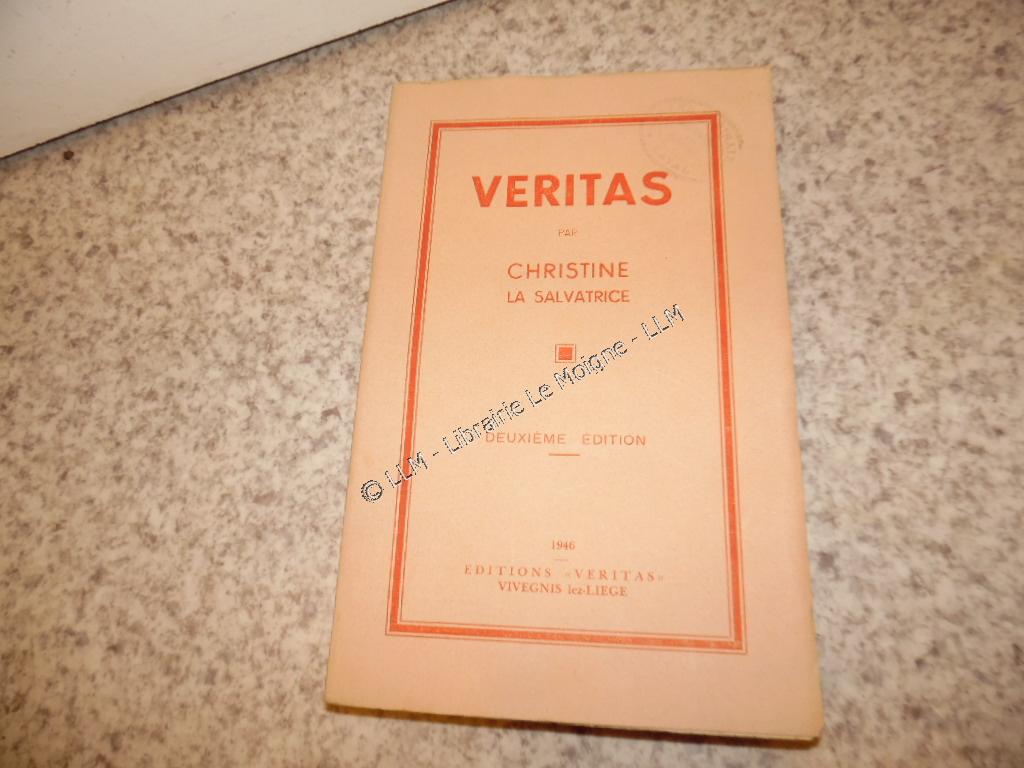 VERITAS
PAR
CHRISTINE
LA SALVATRICE
© LLM - Librairie Le Moigne - LLM
DEUXIÈME ÉDITION
1946
EDITIONS «VERITAS»
VIVEGNIS lez-LIEGE